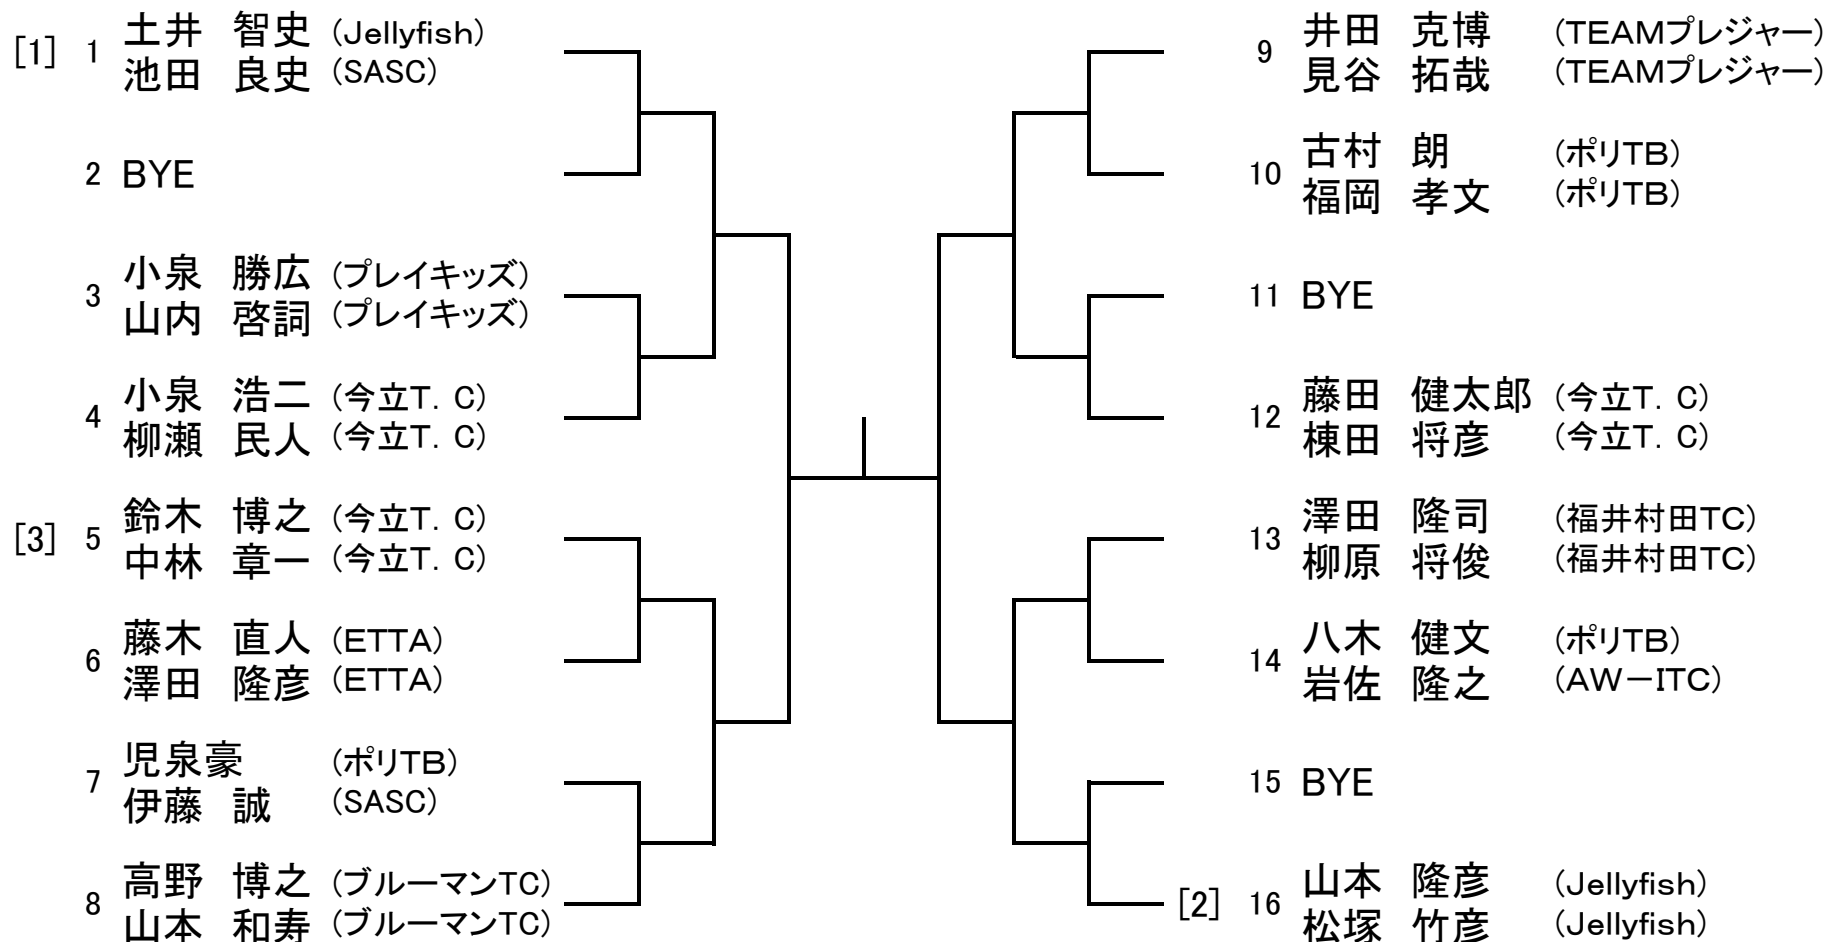 [1] 1 土井 智史 (Jellyfish)
池田 良史 (SASC)
2 BYE
3 小泉 勝広 (プレイキッズ)
山内 啓詞 (プレイキッズ)
4 小泉 浩二 (今立T．C)
柳瀬 民人 (今立T．C)
[3] 5 鈴木 博之 (今立T．C)
中林 章一 (今立T．C)
6 藤木 直人 (ETTA)
澤田 隆彦 (ETTA)
7 児泉豪 (ポリTB)
伊藤 誠 (SASC)
8 高野 博之 (ブルーマンTC)
山本 和寿 (ブルーマンTC)
9 井田 克博 (TEAMプレジャー)
見谷 拓哉 (TEAMプレジャー)
10 古村 朗 (ポリTB)
福岡 孝文 (ポリTB)
11 BYE
12 藤田 健太郎 (今立T．C)
棟田 将彦 (今立T．C)
13 澤田 隆司 (福井村田TC)
柳原 将俊 (福井村田TC)
14 八木 健文 (ポリTB)
岩佐 隆之 (AW－ITC)
15 BYE
[2] 16 山本 隆彦 (Jellyfish)
松塚 竹彦 (Jellyfish)